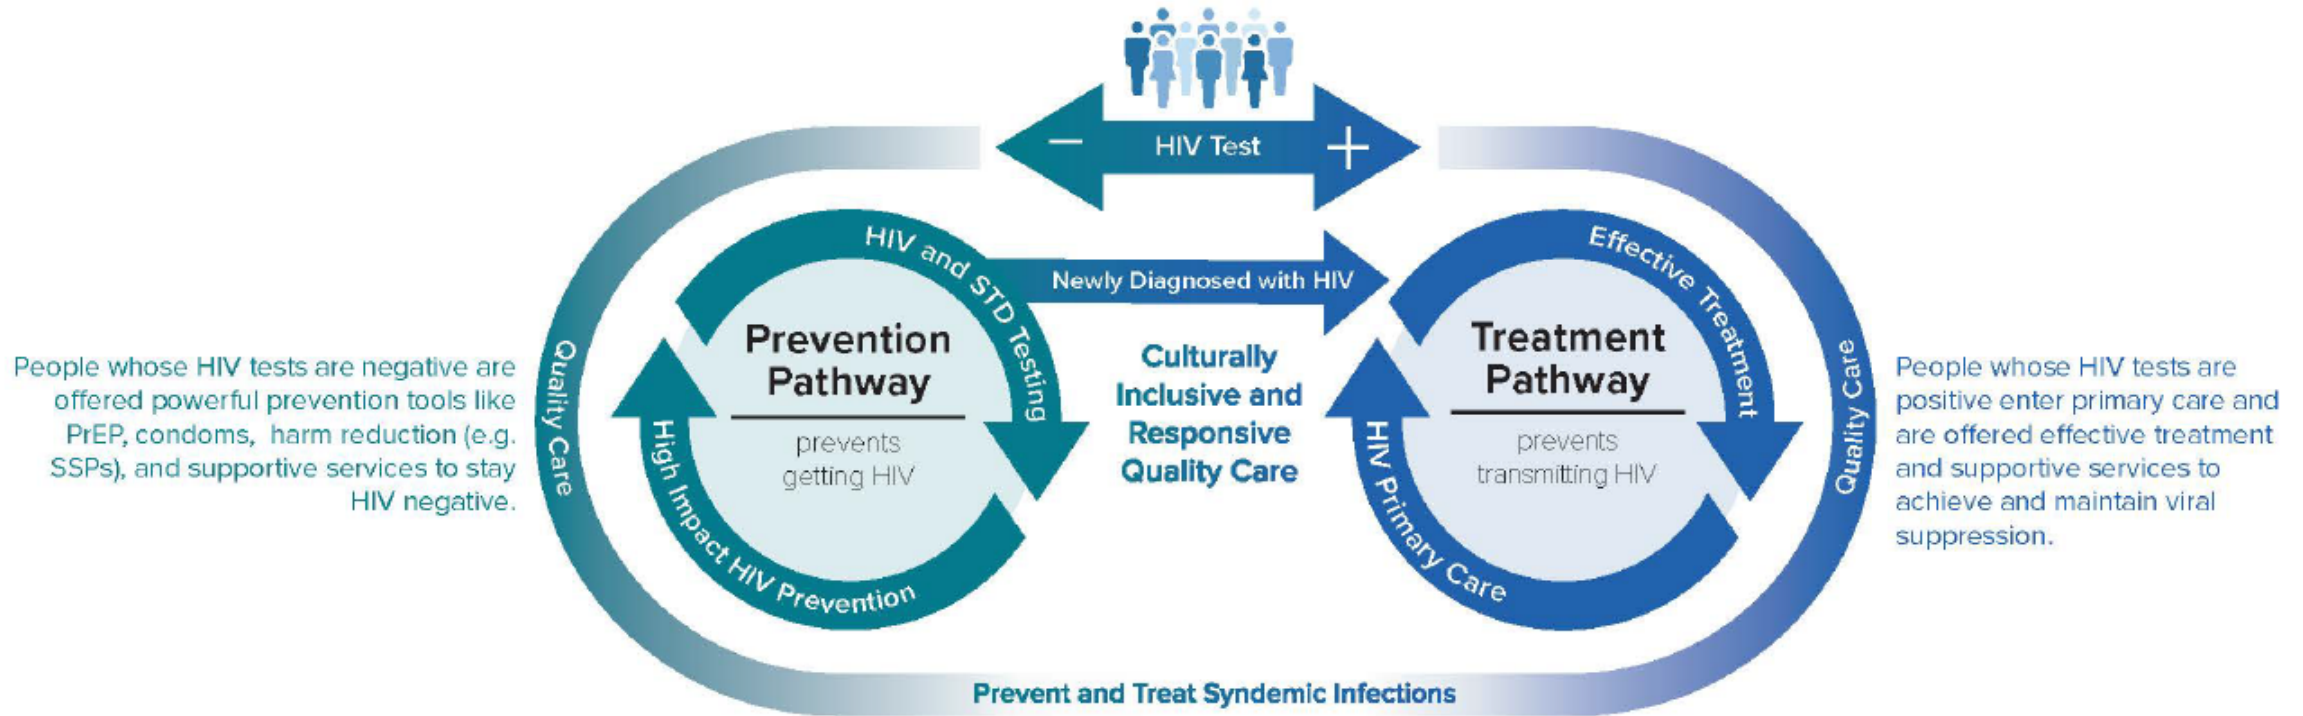 − HIV Test +
HIV and STD Testing
Newly Diagnosed with HIV
Effective Treatment
Prevention
Pathway
prevents
getting HIV
High Impact HIV Prevention
Culturally
Inclusive and
Responsive
Quality Care
Treatment
Pathway
prevents
transmitting HIV
HIV Primary Care
Quality Care
Quality Care
People whose HIV tests are negative are
offered powerful prevention tools like
PrEP, condoms, harm reduction (e.g.
SSPs), and supportive services to stay
HIV negative.
People whose HIV tests are
positive enter primary care and
are offered effective treatment
and supportive services to
achieve and maintain viral
suppression.
Prevent and Treat Syndemic Infections